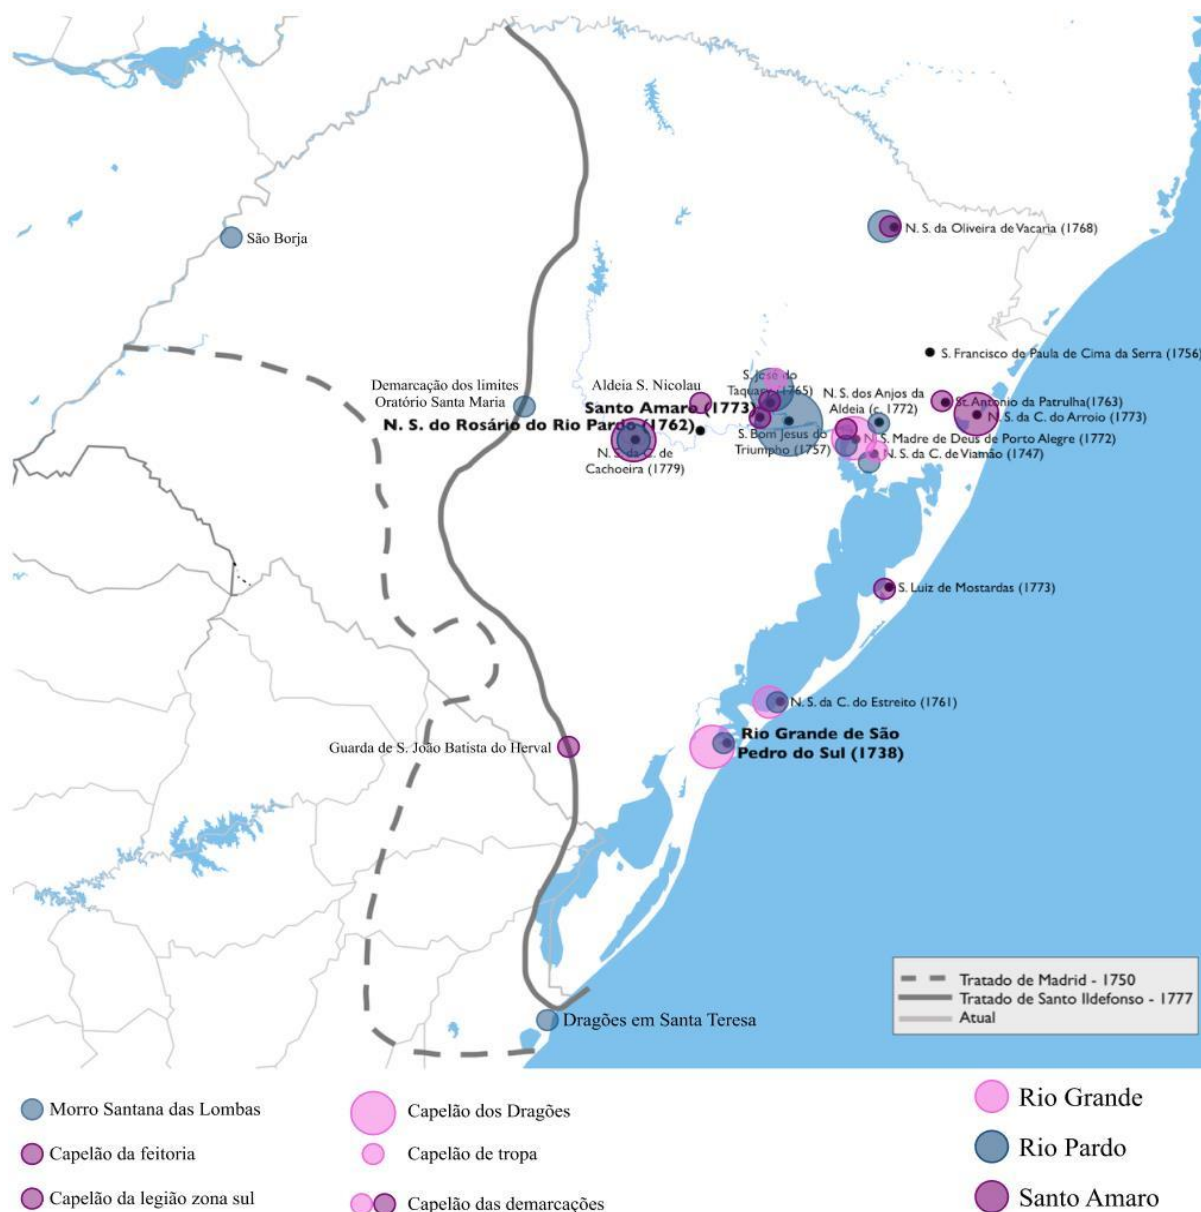 São Borja
N. S. da Oliveira de Vacaria (1768)
S. Francisco de Paula de Cima da Serra (1756)
Demarcação dos limites
Oratório Santa Maria
Aldeia S. Nicolau
S. José do
Taquary (1765)
N. S. dos Anjos da
Aldeia (c. 1772)
St. Antonio da Patrulha(1763)
Santo Amaro (1773)
N. S. da C. do Arroio (1773)
N. S. do Rosário do Rio Pardo (1762)
S. Bom Jesus do
Triumpho (1757)
N. S. Madre de Deus de Porto Alegre (1772)
N. S. da C. de Viamão (1747)
N. S. da C. de
Cachoeira (1779)
S. Luiz de Mostardas (1773)
N. S. da C. do Estreito (1761)
Rio Grande de São
Pedro do Sul (1738)
Guarda de S. João Batista do Herval
Dragões em Santa Teresa
Tratado de Madrid - 1750
Tratado de Santo Ildefonso - 1777
Atual
Morro Santana das Lombas
Capelão da feitoria
Capelão da legião zona sul
Capelão dos Dragões
Capelão de tropa
Capelão das demarcações
Rio Grande
Rio Pardo
Santo Amaro